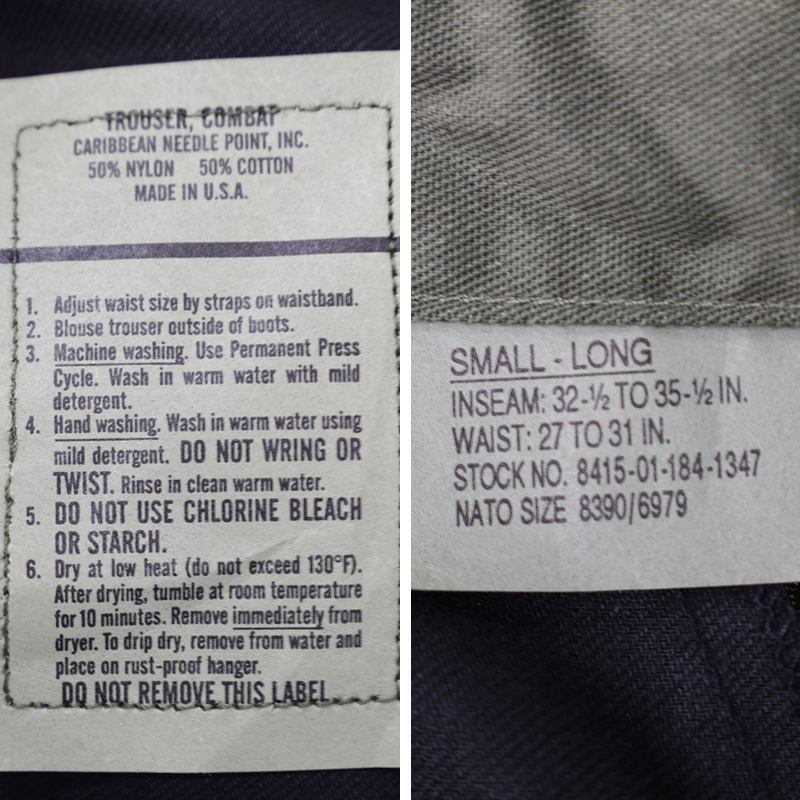 TROUSER, COMBAT
CARIBBEAN NEEDLE POINT, INC.
50% NYLON 50% COTTON
MADE IN U.S.A.
1. Adjust waist size by straps on waistband.
2. Blouse trouser outside of boots.
3. Machine washing. Use Permanent Press
Cycle. Wash in warm water with mild
detergent.
4. Hand washing. Wash in warm water using
mild detergent. DO NOT WRING OR
TWIST. Rinse in clean warm water.
5. DO NOT USE CHLORINE BLEACH
OR STARCH.
6. Dry at low heat (do not exceed 130°F).
After drying, tumble at room temperature
for 10 minutes. Remove immediately from
dryer. To drip dry, remove from water and
place on rust-proof hanger.
DO NOT REMOVE THIS LABEL.
SMALL - LONG
INSEAM: 32-½ TO 35-½ IN.
WAIST: 27 TO 31 IN.
STOCK NO. 8415-01-184-1347
NATO SIZE 8390/6979